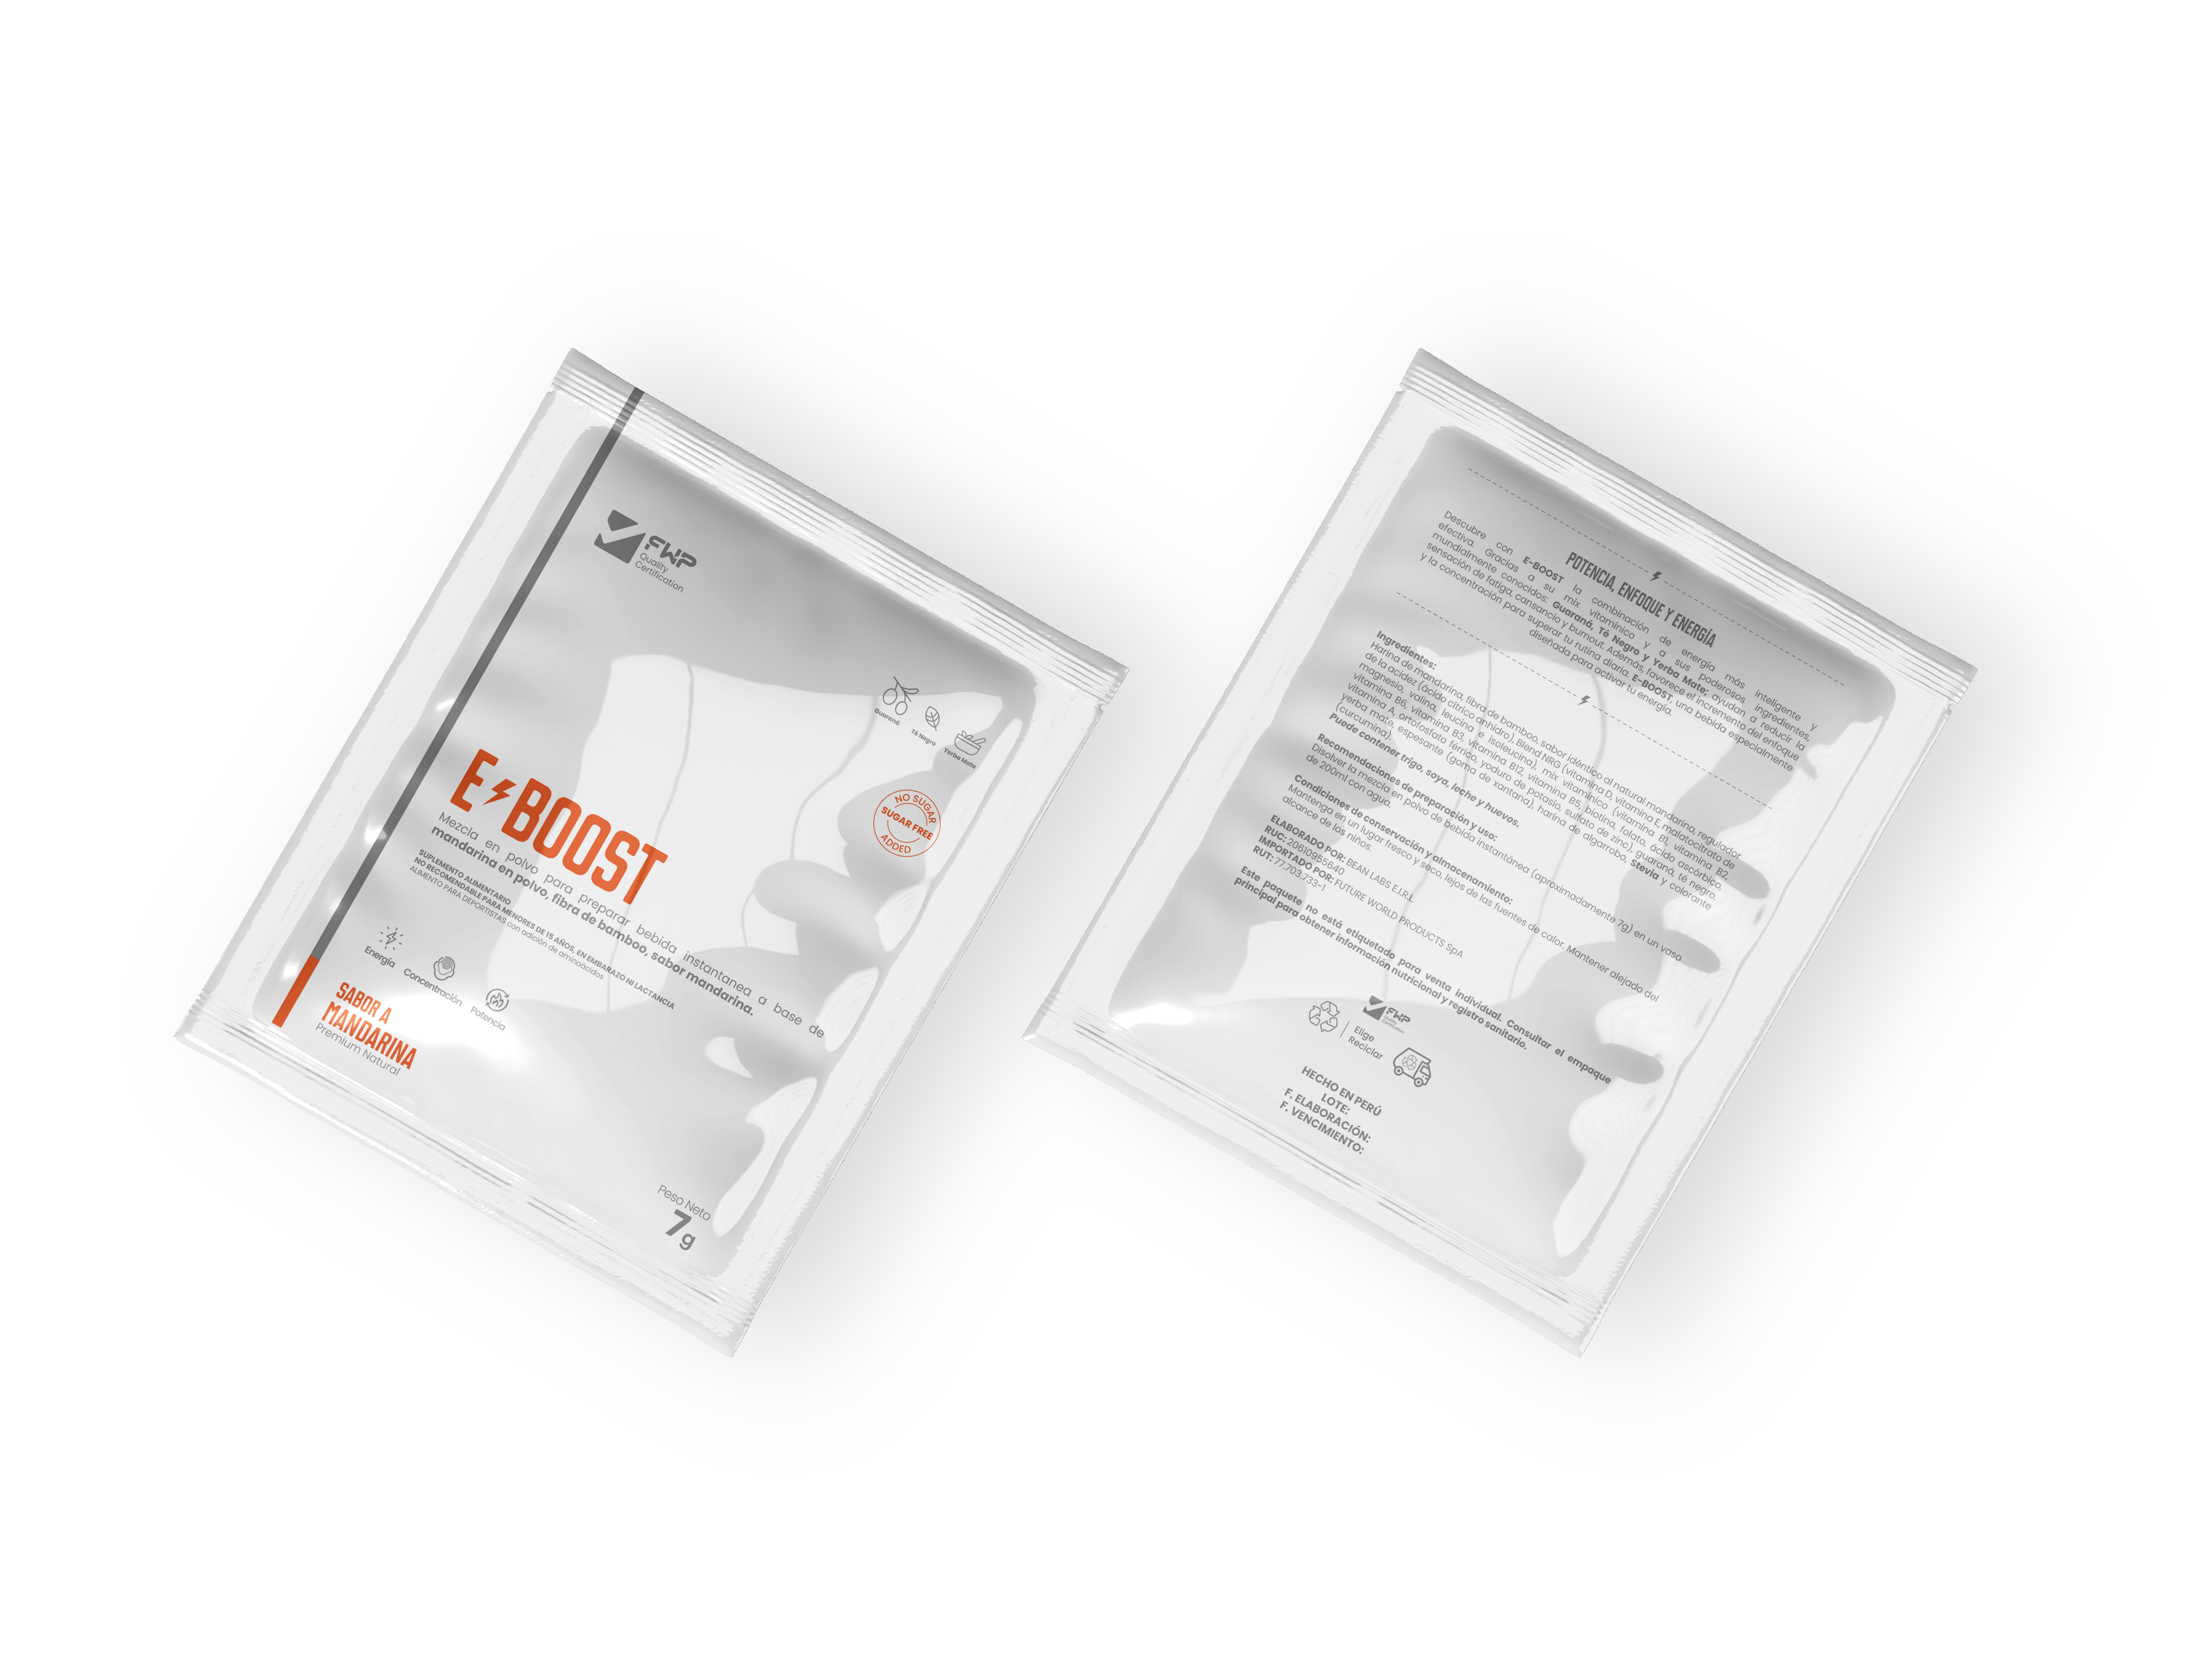 FWP
Quality
Certification
Guaraná
Té Negro
Yerba Mate
NO SUGAR
SUGAR FREE
ADDED
E BOOST
Mezcla en polvo para preparar bebida instantanea a base de
mandarina en polvo, fibra de bamboo, sabor mandarina.
SUPLEMENTO ALIMENTARIO
NO RECOMENDABLE PARA MENORES DE 15 AÑOS, EN EMBARAZO NI LACTANCIA
ALIMENTO PARA DEPORTISTAS con adición de aminoácidos
Energía
Concentración
Potencia
SABOR A
MANDARINA
Premium Natural
Peso Neto
7g
POTENCIA, ENFOQUE Y ENERGÍA
Descubre con E-BOOST la combinación de energía más inteligente y
efectiva. Gracias a su mix vitamínico y a sus poderosos ingredientes,
mundialmente conocidos: Guaraná, Té Negro y Yerba Mate; ayudan a reducir la
sensación de fatiga, cansancio y burnout. Además, favorece el incremento del enfoque
y la concentración para superar tu rutina diaria. E-BOOST, una bebida especialmente
diseñada para activar tu energía.
Ingredientes:
Harina de mandarina, fibra de bamboo, sabor idéntico al natural mandarina, regulador
de la acidez (ácido cítrico anhidro), Blend NRG (vitamina D, vitamina E, malatocitrato de
magnesio, valina, leucina e isoleucina), mix vitamínico (vitamina B1, vitamina B2,
vitamina B6, vitamina B3, vitamina B12, vitamina B5, biotina, folato, ácido ascórbico,
vitamina A, ortofosfato férrico, yoduro de potasio, sulfato de zinc), guaraná, té negro,
yerba mate, espesante (goma de xantana), harina de algarrobo, Stevia y colorante
(curcumina).
Puede contener trigo, soya, leche y huevos.
Recomendaciones de preparación y uso:
Disolver la mezcla en polvo de bebida instantánea (aproximadamente 7g) en un vaso
de 200ml con agua.
Condiciones de conservación y almacenamiento:
Mantenga en un lugar fresco y seco, lejos de las fuentes de calor. Mantener alejado del
alcance de los niños.
ELABORADO POR: BEAN LABS E.I.R.L
RUC: 20610955640
IMPORTADO POR: FUTURE WORLD PRODUCTS SpA
RUT: 77.703.733-1
Este paquete no está etiquetado para venta individual. Consultar el empaque
principal para obtener información nutricional y registro sanitario.
FWP
Quality
Certification
Elige
Reciclar
HECHO EN PERÚ
LOTE:
F. ELABORACIÓN:
F. VENCIMIENTO: